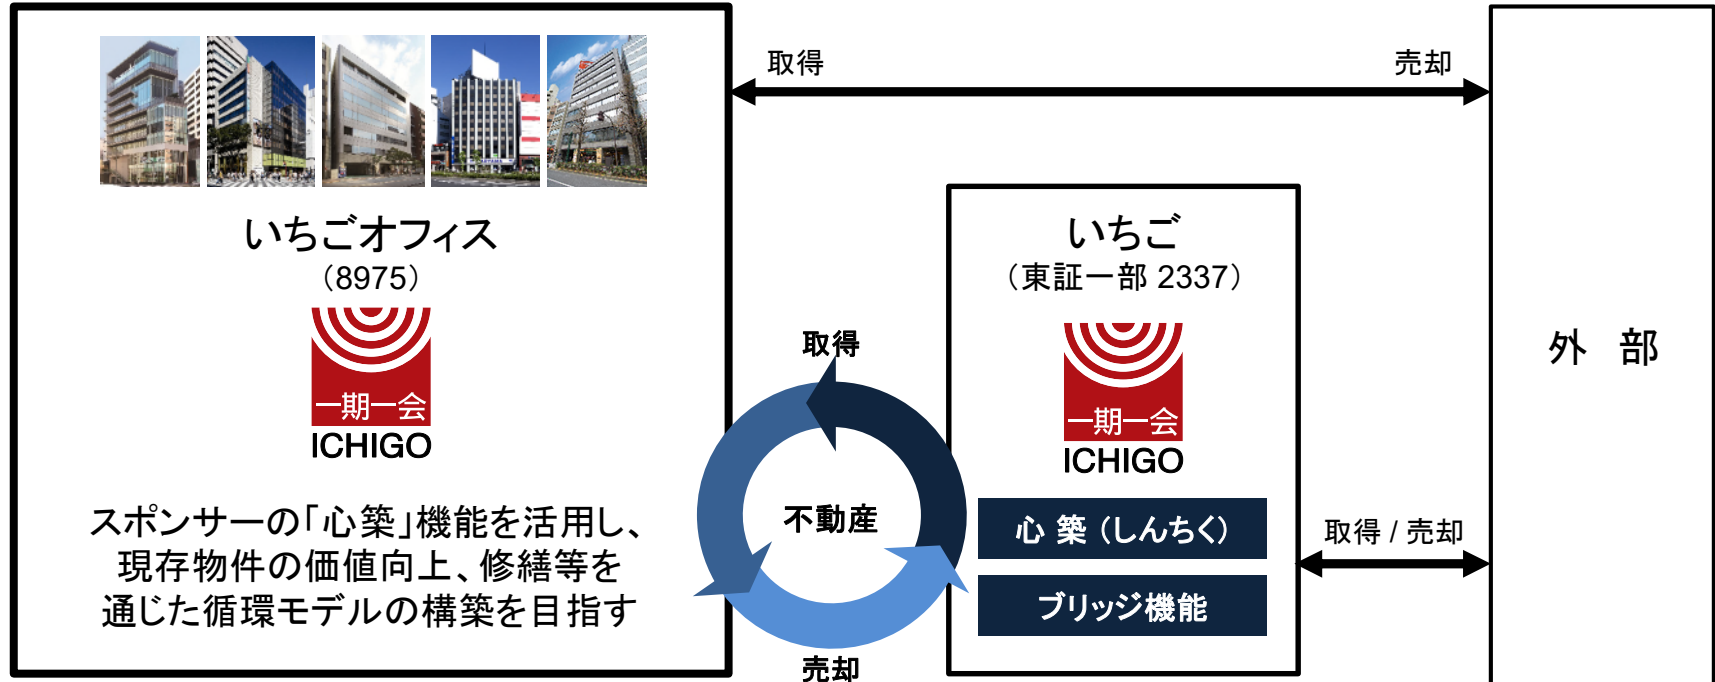 取得
売却
いちごオフィス
（8975）
一期一会
ICHIGO
スポンサーの「心築」機能を活用し、
現存物件の価値向上、修繕等を
通じた循環モデルの構築を目指す
取得
不動産
売却
いちご
（東証一部 2337）
一期一会
ICHIGO
心 築（しんちく）
ブリッジ機能
取得 / 売却
外 部